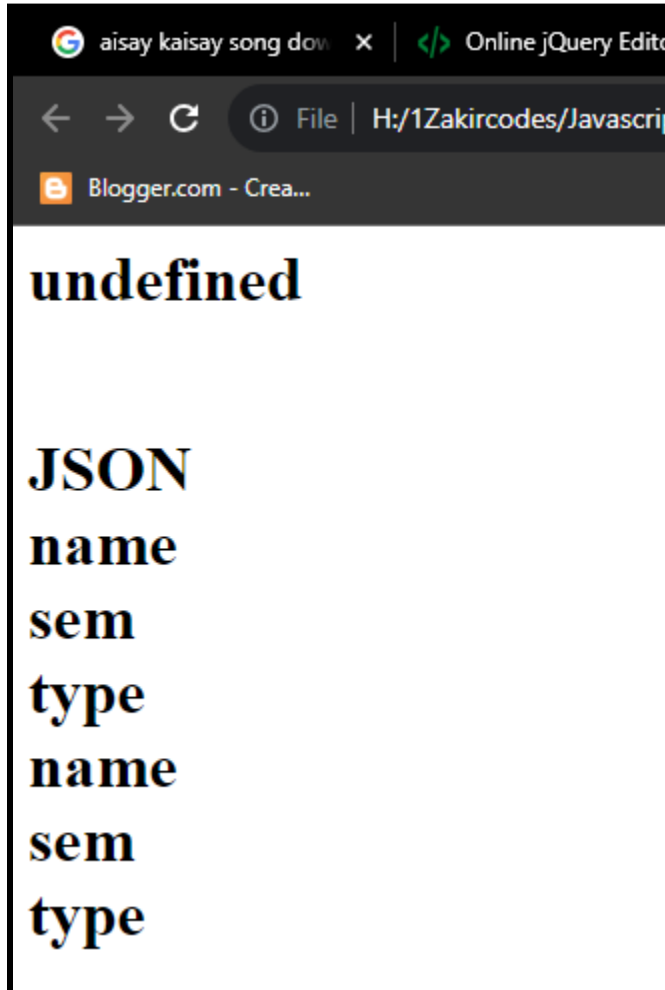 aisay kaisay song dow
Online jQuery Edito
File
H:/1Zakircodes/Javascrip
Blogger.com - Crea...
undefined
JSON
name
sem
type
name
sem
type